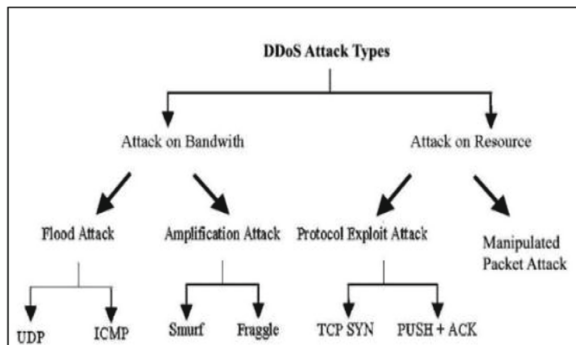 DDoS Attack Types
Attack on Bandwith
Attack on Resource
Flood Attack
Amplification Attack
Protocol Exploit Attack
Manipulated
Packet Attack
UDP
ICMP
Smurf
Fraggle
TCP SYN
PUSH + ACK